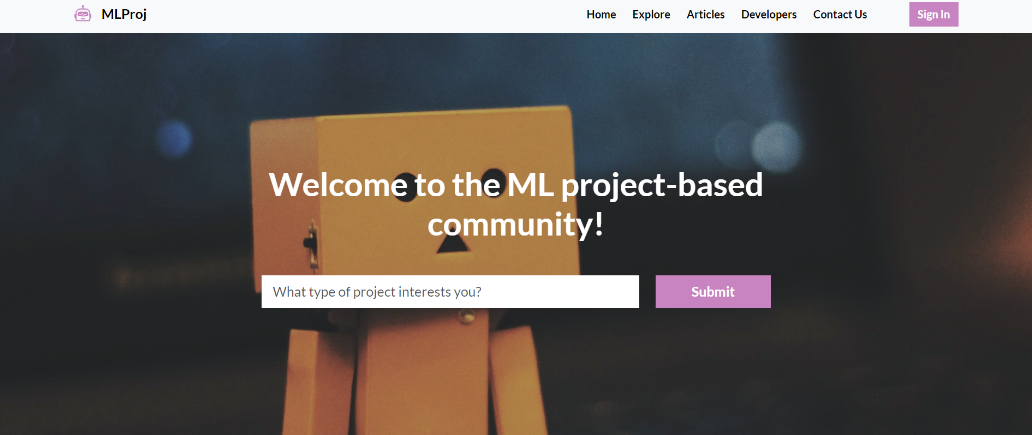 MLProj
Home Explore Articles Developers Contact Us Sign In
Welcome to the ML project-based
community!
What type of project interests you?
Submit